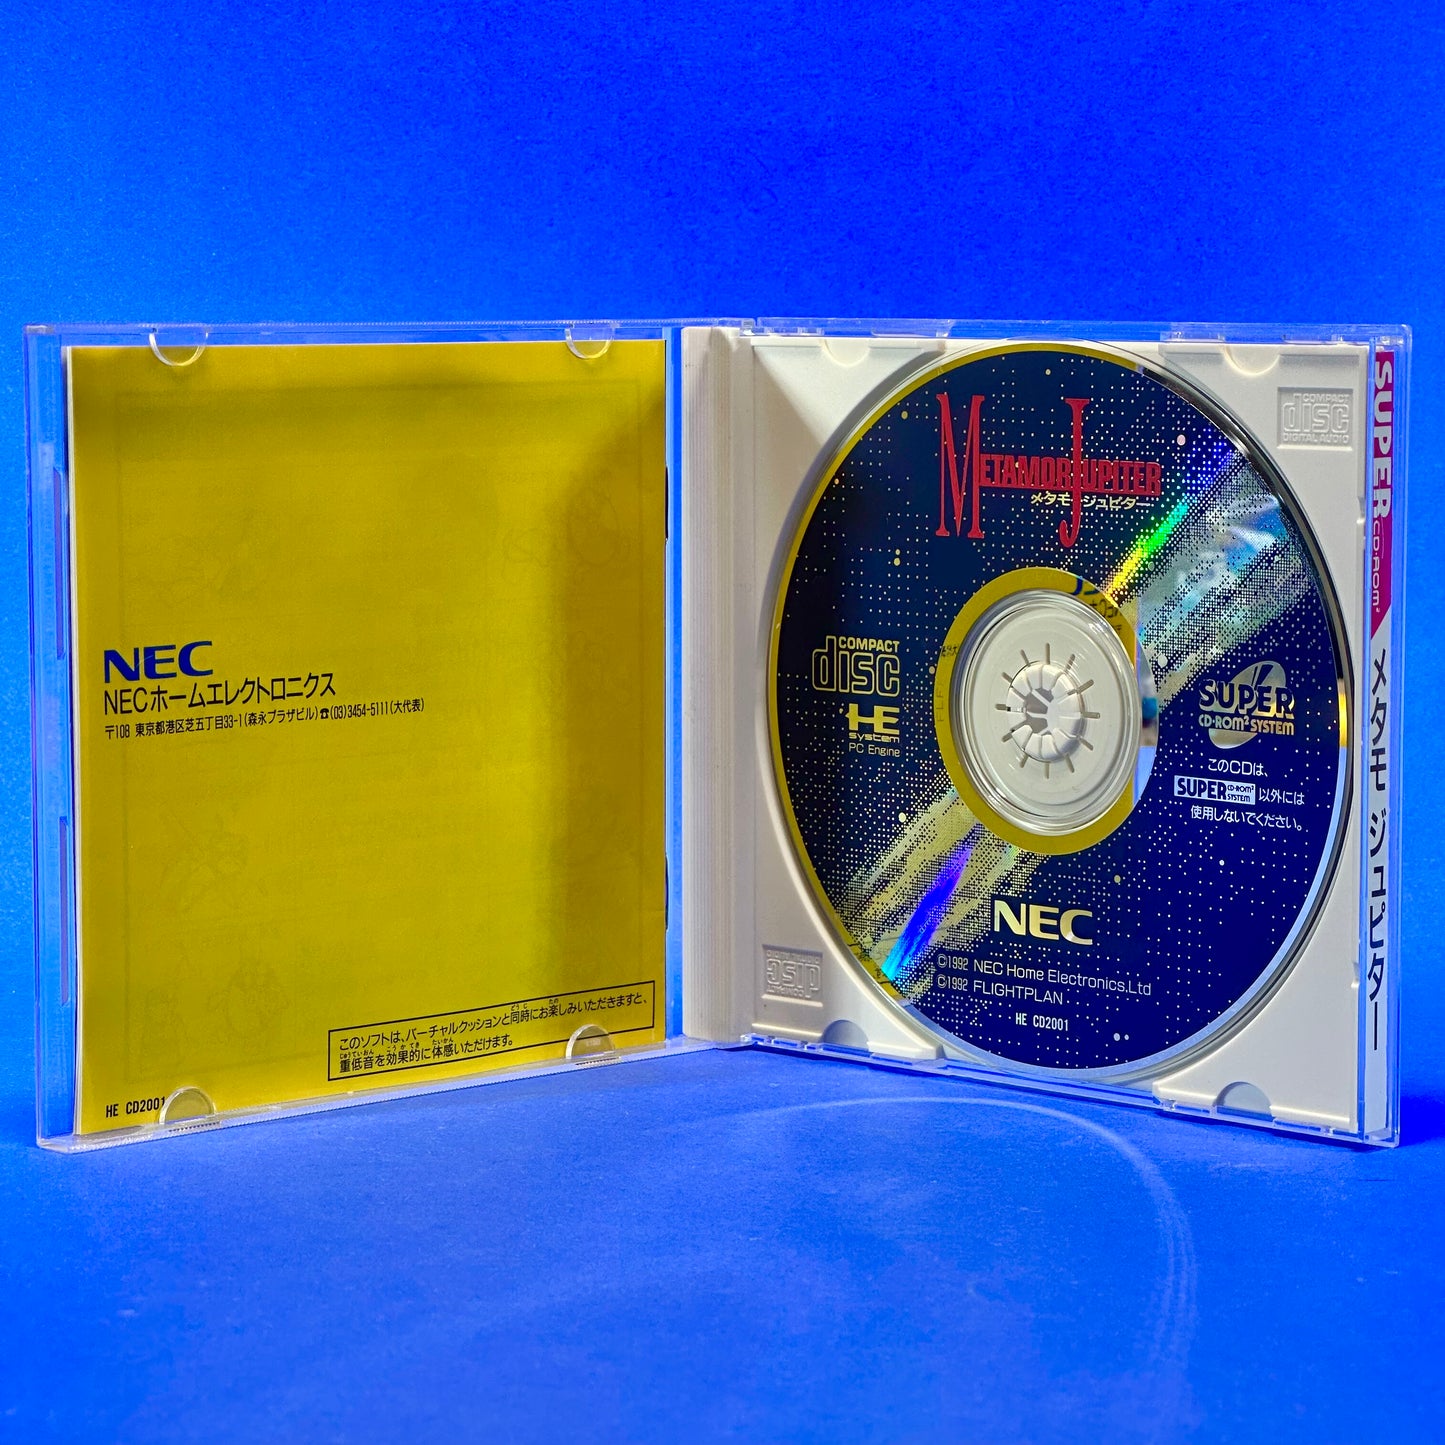 NEC
NECホームエレクトロニクス
〒108 東京都港区芝五丁目33-1(森永プラザビル)☎(03)3454-5111(大代表)
このソフトは、バーチャルクッションと同時にお楽しみいただきますと、
重低音を効果的に体感いただけます。
HE CD2001
METAMORJUPITER
メタモジュピター
COMPACT
disc
HE
system
PC Engine
SUPER
CD-ROM² SYSTEM
このCDは、
SUPER CD-ROM² SYSTEM 以外には
使用しないでください。
NEC
©1992 NEC Home Electronics.Ltd
©1992 FLIGHTPLAN
HE CD2001
COMPACT
disc
DIGITAL AUDIO
SUPER CD-ROM² メタモジュピター